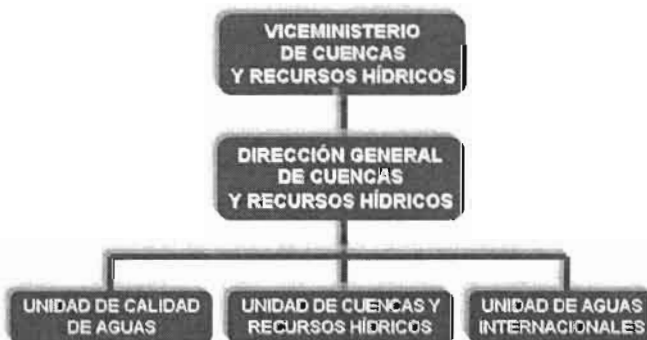 VICEMINISTERIO
DE CUENCAS
Y RECURSOS HÍDRICOS
DIRECCIÓN GENERAL
DE CUENCAS
Y RECURSOS HÍDRICOS
UNIDAD DE CALIDAD
DE AGUAS
UNIDAD DE CUENCAS Y
RECURSOS HÍDRICOS
UNIDAD DE AGUAS
INTERNACIONALES